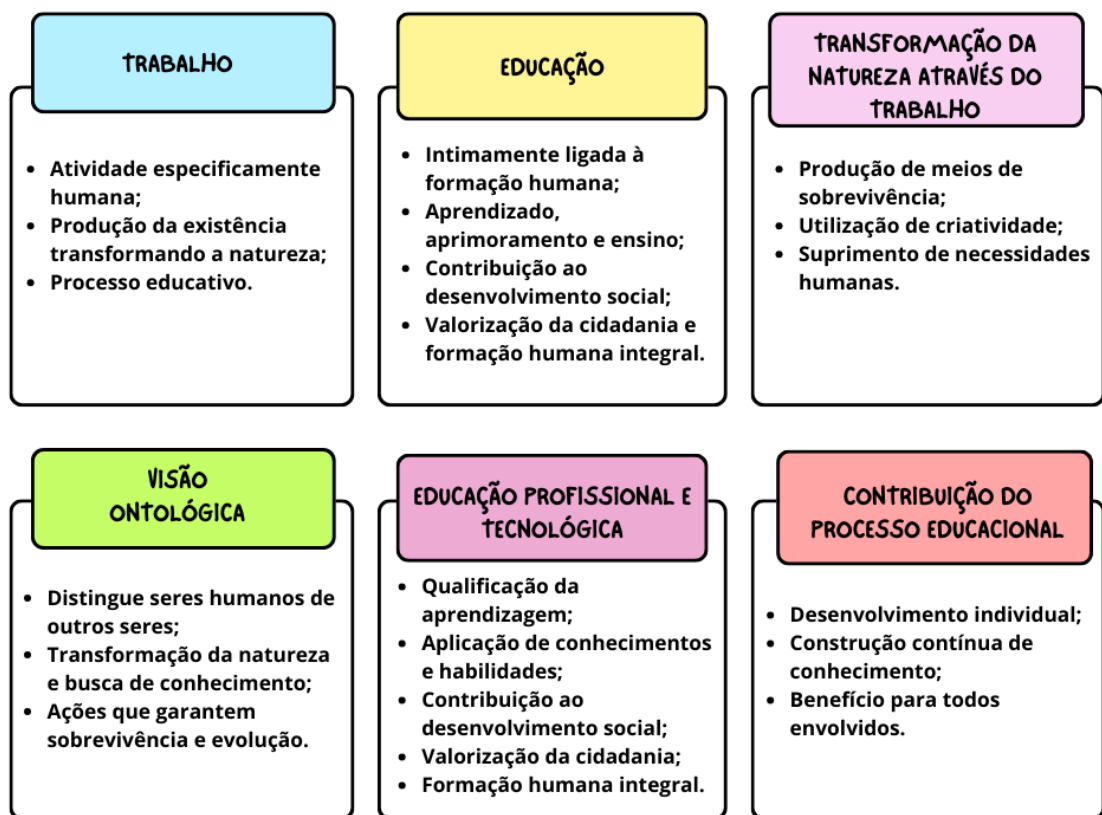 TRABALHO
• Atividade especificamente
humana;
• Produção da existência
transformando a natureza;
• Processo educativo.
EDUCAÇÃO
• Intimamente ligada à
formação humana;
• Aprendizado,
aprimoramento e ensino;
• Contribuição ao
desenvolvimento social;
• Valorização da cidadania e
formação humana integral.
TRANSFORMAÇÃO DA
NATUREZA ATRAVÉS DO
TRABALHO
• Produção de meios de
sobrevivência;
• Utilização de criatividade;
• Suprimento de necessidades
humanas.
VISÃO
ONTOLÓGICA
• Distingue seres humanos de
outros seres;
• Transformação da natureza
e busca de conhecimento;
• Ações que garantem
sobrevivência e evolução.
EDUCAÇÃO PROFISSIONAL E
TECNOLÓGICA
• Qualificação da
aprendizagem;
• Aplicação de conhecimentos
e habilidades;
• Contribuição ao
desenvolvimento social;
• Valorização da cidadania;
• Formação humana integral.
CONTRIBUIÇÃO DO
PROCESSO EDUCACIONAL
• Desenvolvimento individual;
• Construção contínua de
conhecimento;
• Benefício para todos
envolvidos.